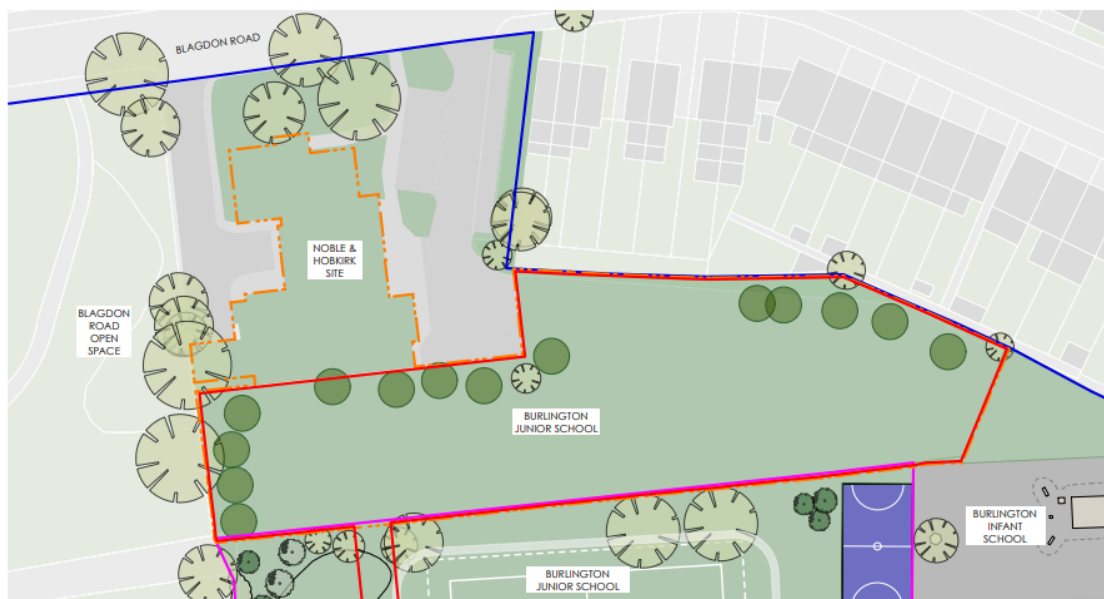 BLAGDON ROAD
NOBLE &
HOBKIRK
SITE
BLAGDON
ROAD
OPEN
SPACE
BURLINGTON
JUNIOR SCHOOL
BURLINGTON
INFANT
SCHOOL
BURLINGTON
JUNIOR SCHOOL